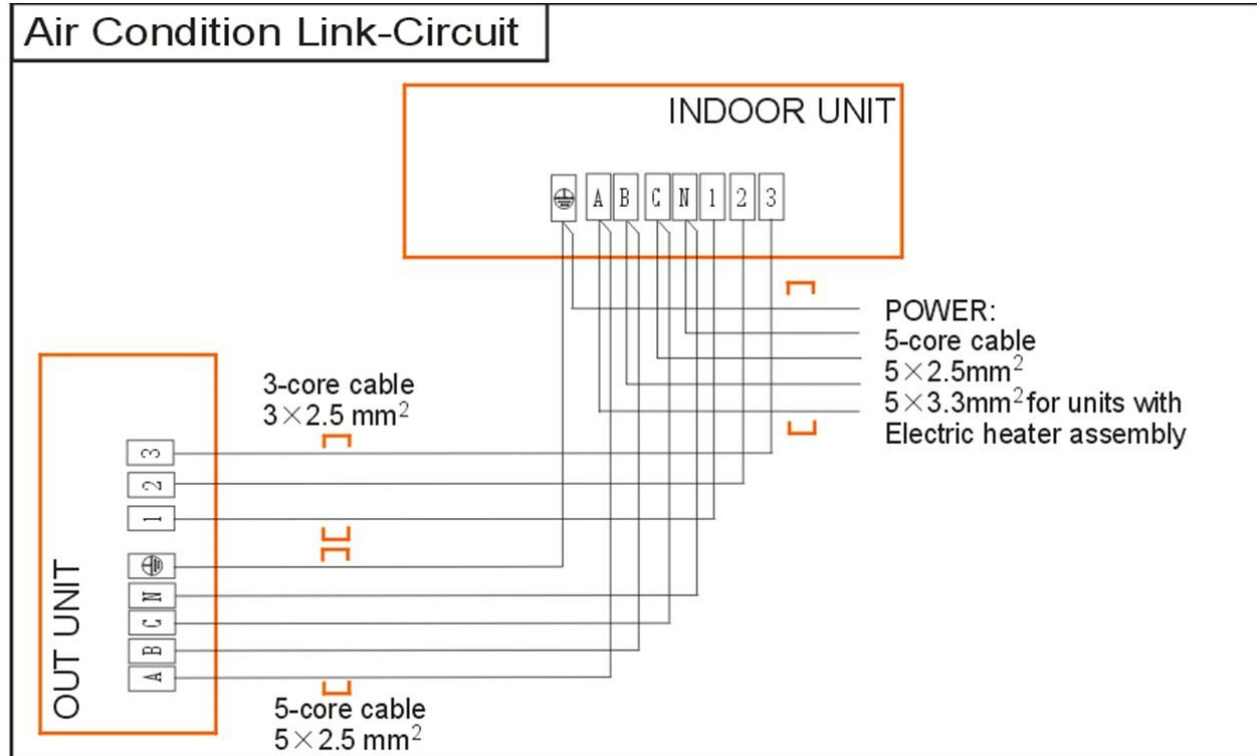 Air Condition Link-Circuit
INDOOR UNIT
A B C N 1 2 3
POWER:
5-core cable
5×2.5mm²
5×3.3mm² for units with
Electric heater assembly
3-core cable
3×2.5 mm²
3
2
1
N
C
B
A
OUT UNIT
5-core cable
5×2.5 mm²